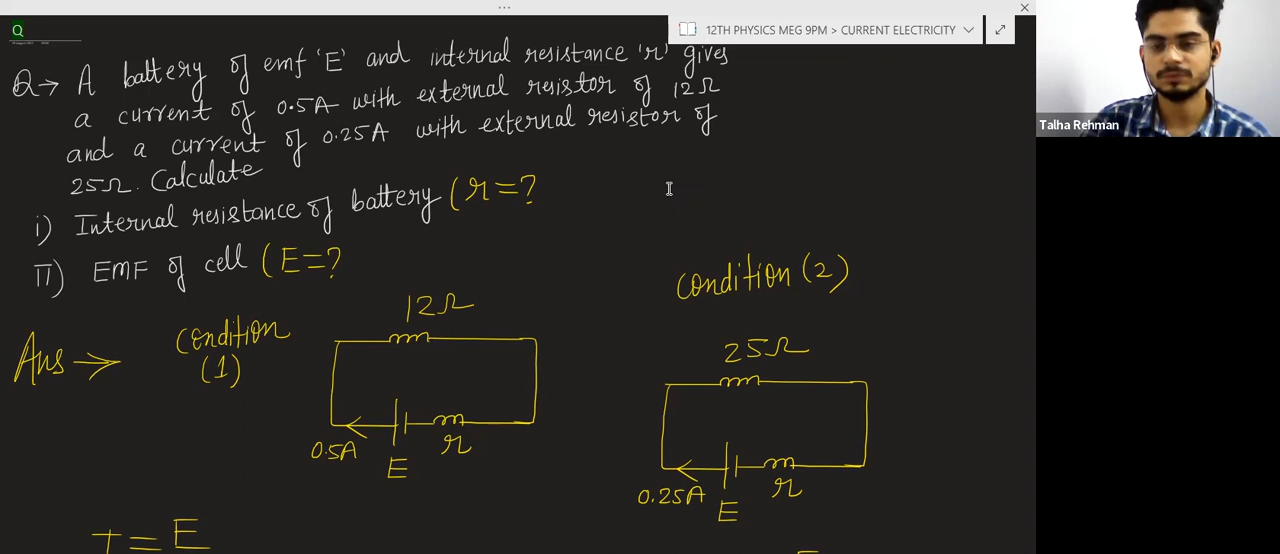 12TH PHYSICS MEG 9PM > CURRENT ELECTRICITY
Q
Talha Rehman
Q→ A battery of emf 'E' and internal resistance 'r' gives
a current of 0.5A with external resistor of 12Ω
and a current of 0.25A with external resistor of
25Ω. Calculate
i) Internal resistance of battery (r=?
II) EMF of cell (E=?
Ans →
Condition
(1)
12Ω
0.5A
E
r
Condition (2)
25Ω
0.25A
E
r
I = E